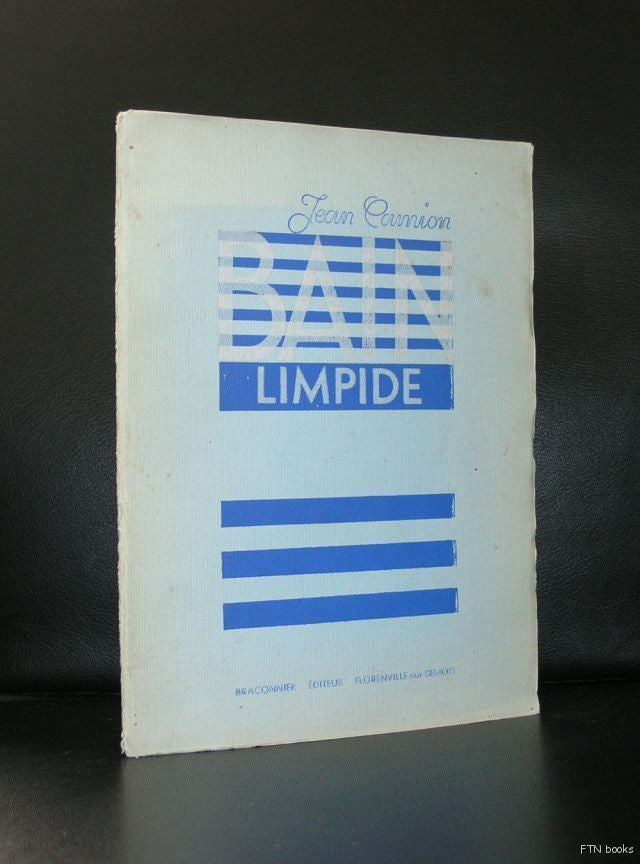 Jean Camion
BAIN
LIMPIDE
BRACONNIER ÉDITEUR FLORENVILLE-sur-SEMOIS
FTN books